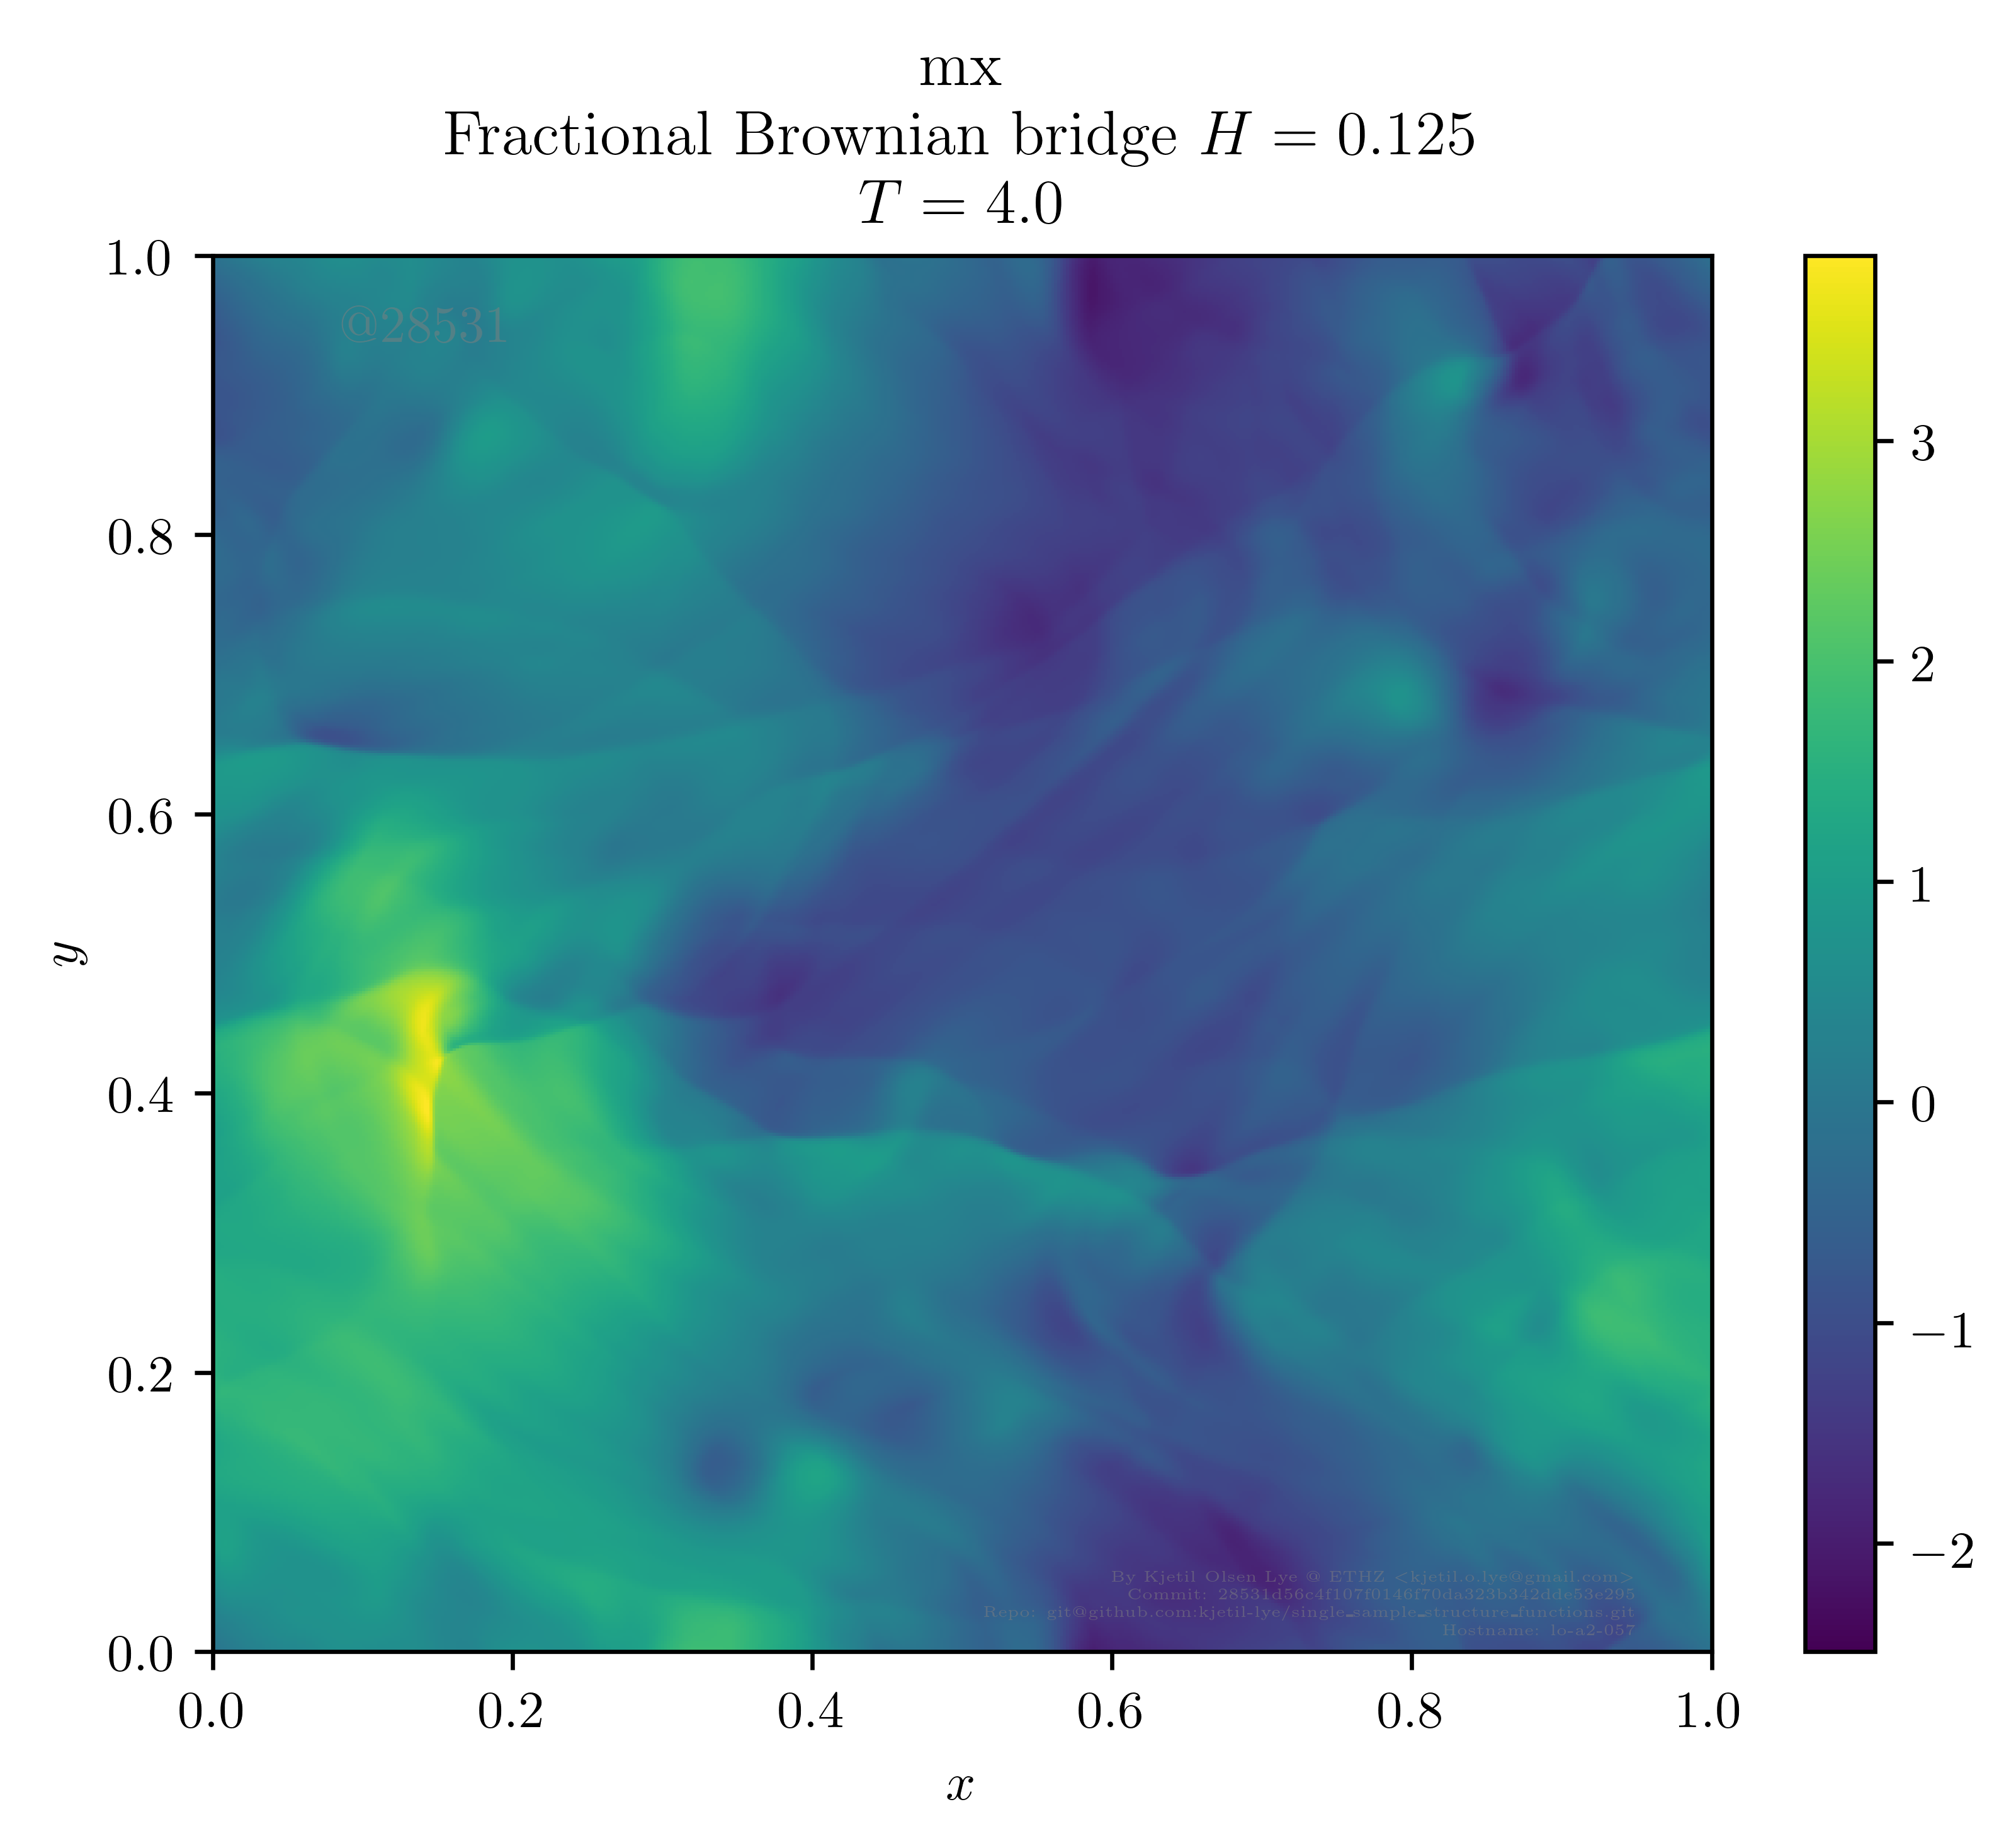 mx
Fractional Brownian bridge H = 0.125
T = 4.0
1.0
@28531
3
0.8
2
0.6
1
y
0.4
0
-1
0.2
-2
By Kjetil Olsen Lye @ ETHZ <kjetil.o.lye@gmail.com>
Commit: 28531d56c4f107f0146f70da323b342dde53e295
Repo: git@github.com:kjetil-lye/single_sample_structure_functions.git
Hostname: lo-a2-057
0.0
0.0 0.2 0.4 0.6 0.8 1.0
x